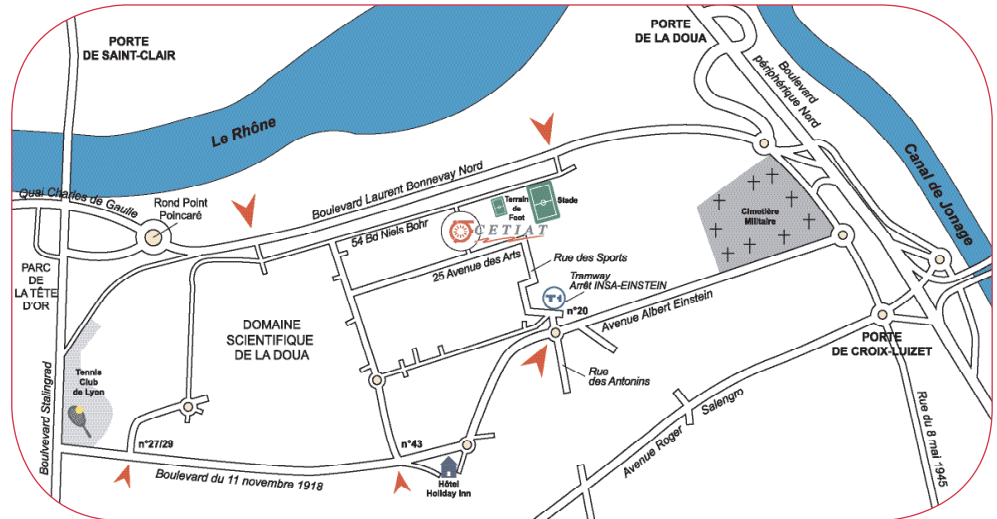 PORTE
DE SAINT-CLAIR
PORTE
DE LA DOUA
Boulevard
périphérique Nord
Le Rhône
Canal de Jonage
Quai Charles de Gaulle
Rond Point
Poincaré
Boulevard Laurent Bonnevay Nord
Terrain
de
Foot
Stade
Cimetière
Militaire
54 Bd Niels Bohr
CETIAT
25 Avenue des Arts
Rue des Sports
Tramway
Arrêt INSA-EINSTEIN
T1
n°20
Avenue Albert Einstein
PARC
DE
LA TÊTE
D'OR
DOMAINE
SCIENTIFIQUE
DE LA DOUA
PORTE
DE CROIX-LUIZET
Rue
des Antonins
Tennis
Club
de Lyon
Boulevard Stalingrad
n°27/29
n°43
Boulevard du 11 novembre 1918
Hôtel
Holiday Inn
Avenue Roger Salengro
Rue du 8 mai 1945